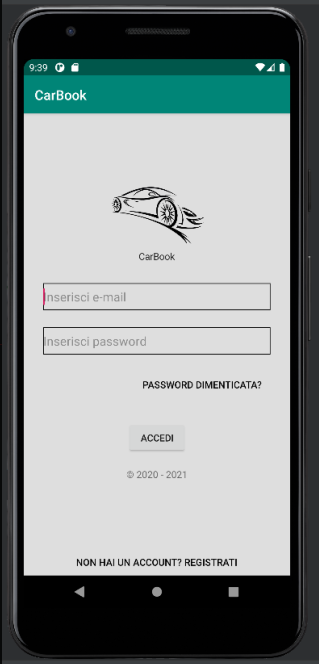 9:39
CarBook
CarBook
Inserisci e-mail
Inserisci password
PASSWORD DIMENTICATA?
ACCEDI
© 2020 - 2021
NON HAI UN ACCOUNT? REGISTRATI